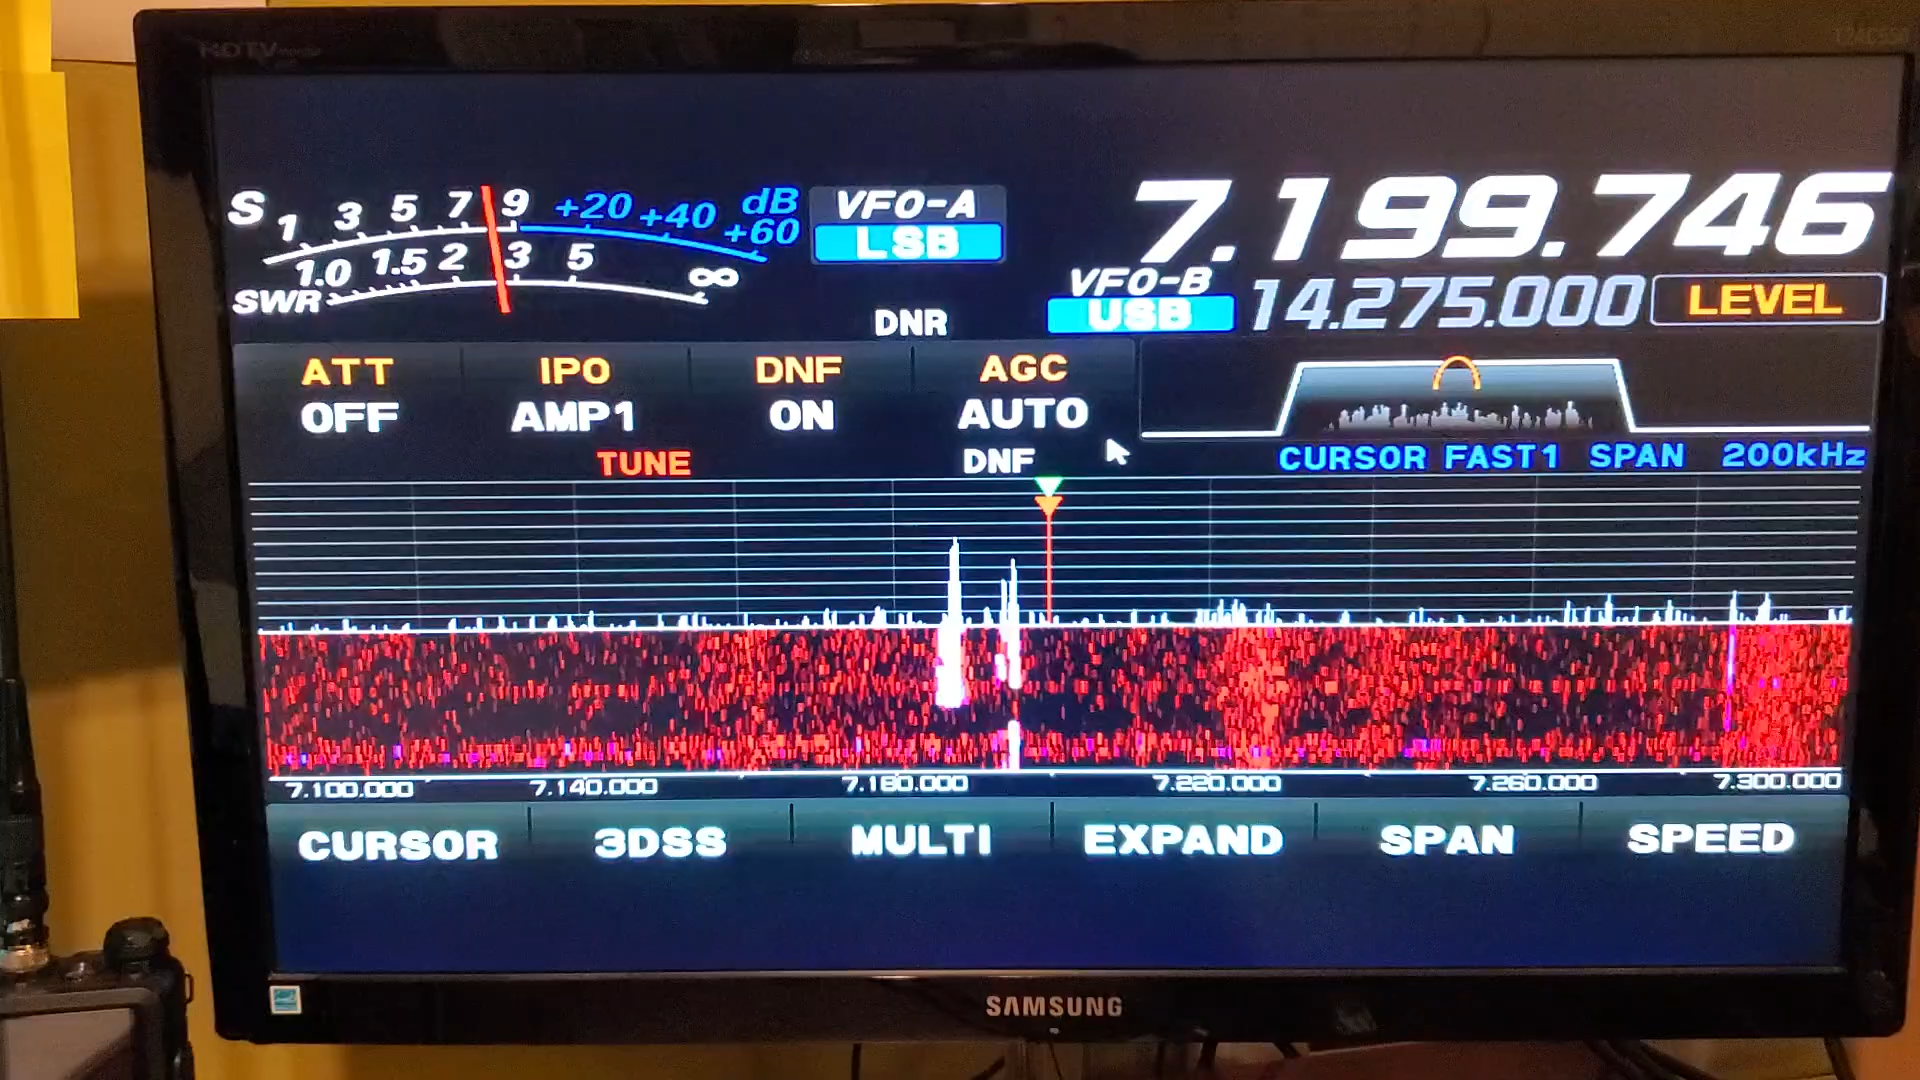 HDTV monitor
S 1 3 5 7 9 +20 +40 +60 dB
VFO-A
LSB
7.199.746
SWR 1.0 1.5 2 3 5 ∞
VFO-B
USB
14.275.000
LEVEL
DNR
ATT IPO DNF AGC
OFF AMP1 ON AUTO
TUNE DNF
CURSOR FAST1 SPAN 200kHz
7.100.000 7.140.000 7.180.000 7.220.000 7.260.000 7.300.000
CURSOR 3DSS MULTI EXPAND SPAN SPEED
SAMSUNG